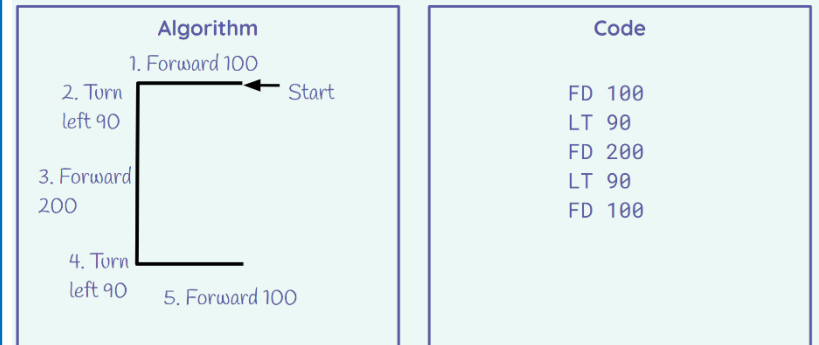 Algorithm
1. Forward 100
Start
2. Turn
left 90
3. Forward
200
4. Turn
left 90
5. Forward 100
Code
FD 100
LT 90
FD 200
LT 90
FD 100